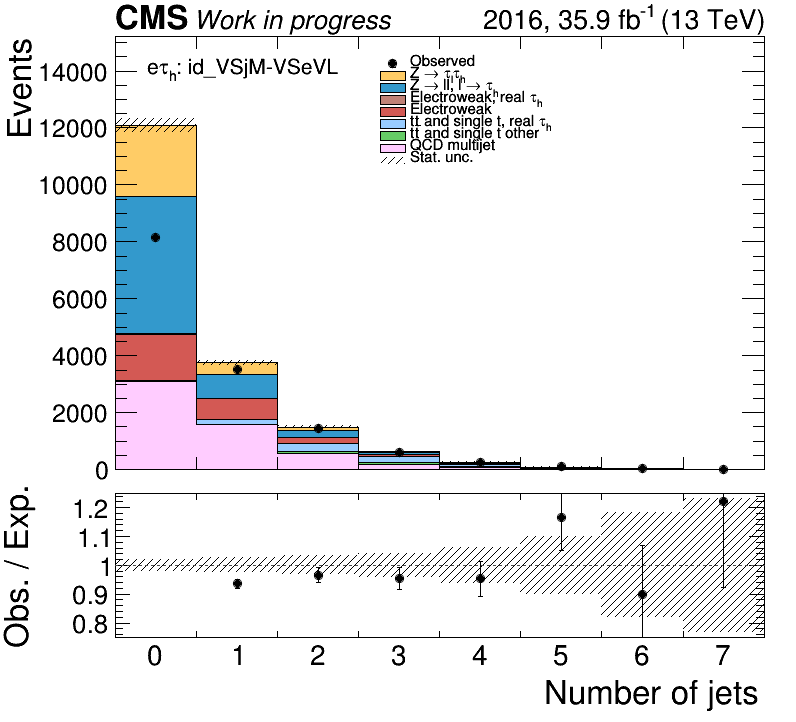 CMS Work in progress 2016, 35.9 fb⁻¹ (13 TeV)
Events
14000
12000
10000
8000
6000
4000
2000
0
eτh: id_VSjM-VSeVL
Observed
Z → τlτh
Z → ll, l → τh
Electroweak, real τh
Electroweak
tt̄ and single t, real τh
tt̄ and single t other
QCD multijet
Stat. unc.
Obs. / Exp.
1.2
1.1
1
0.9
0.8
0 1 2 3 4 5 6 7
Number of jets